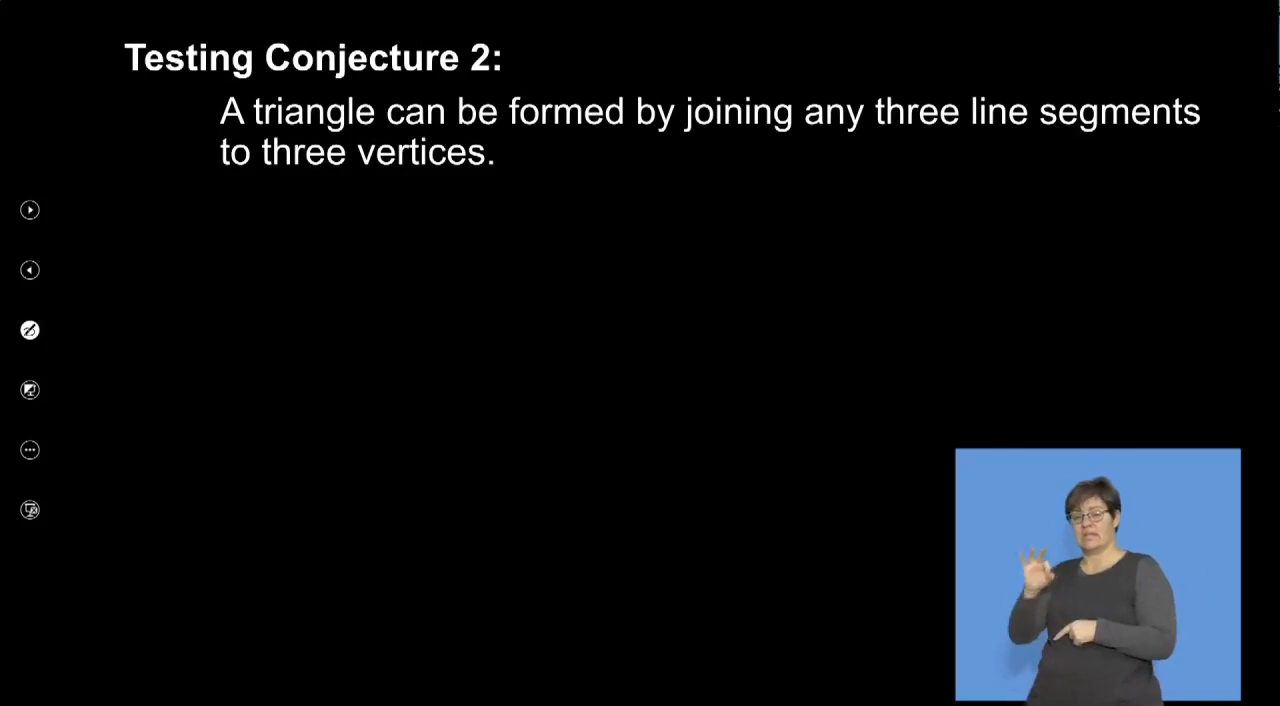 Testing Conjecture 2:
A triangle can be formed by joining any three line segments
to three vertices.